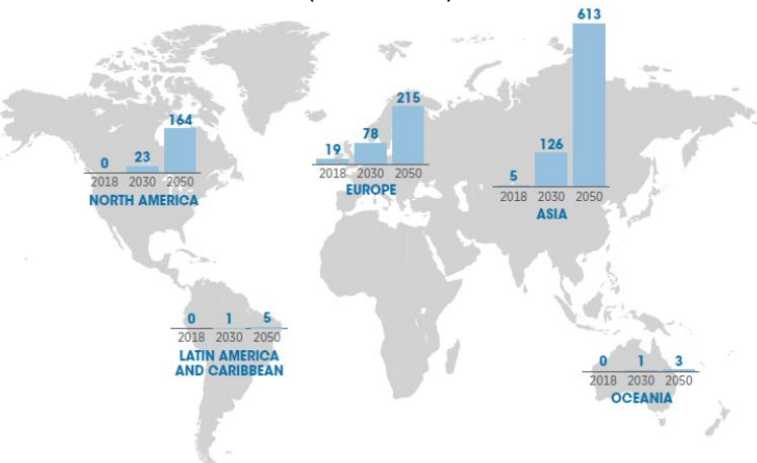 613
215
164
126
78
23
19
5
0
2018 2030 2050
NORTH AMERICA
2018 2030 2050
EUROPE
2018 2030 2050
ASIA
0 1 5
2018 2030 2050
LATIN AMERICA
AND CARIBBEAN
0 1 3
2018 2030 2050
OCEANIA